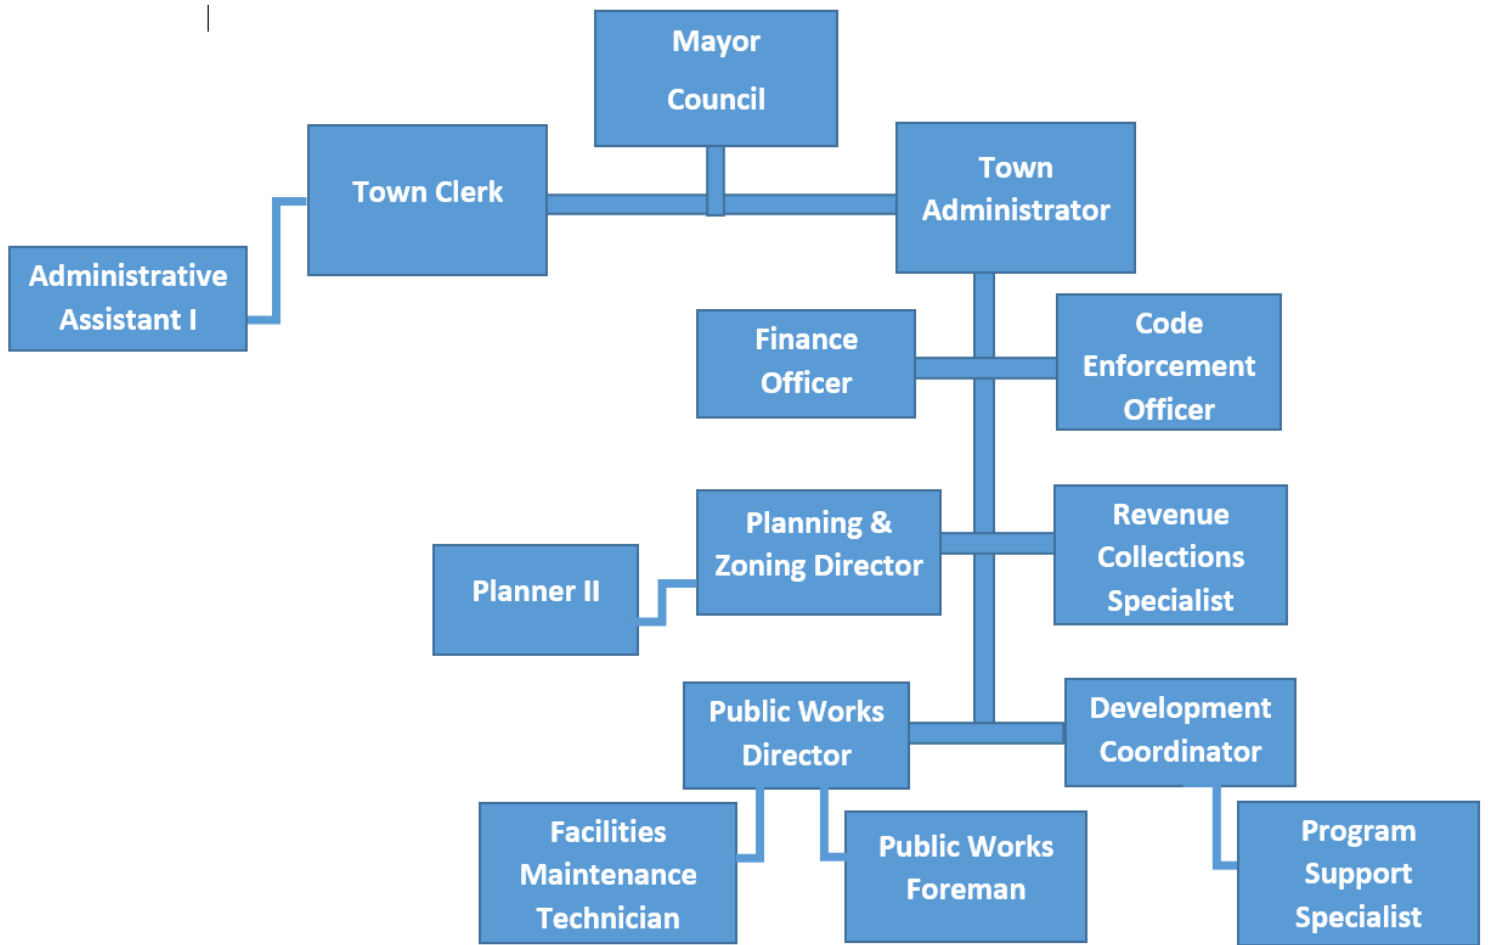 Mayor
Council
Town Clerk
Town
Administrator
Administrative
Assistant I
Finance
Officer
Code
Enforcement
Officer
Planning &
Zoning Director
Revenue
Collections
Specialist
Planner II
Public Works
Director
Development
Coordinator
Facilities
Maintenance
Technician
Public Works
Foreman
Program
Support
Specialist